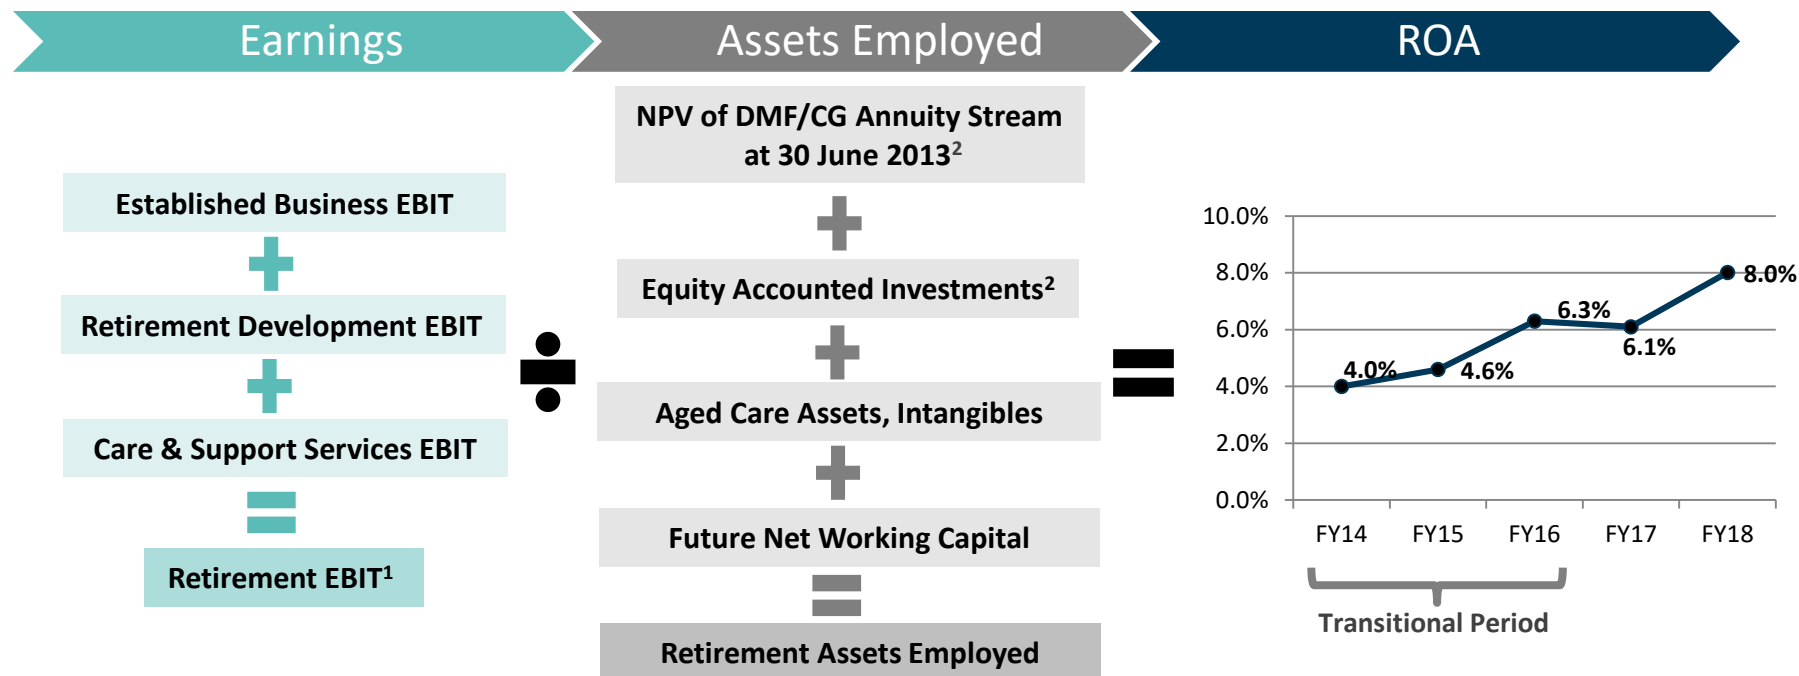 Earnings
Assets Employed
ROA
Established Business EBIT
+
Retirement Development EBIT
+
Care & Support Services EBIT
=
Retirement EBIT¹
÷
NPV of DMF/CG Annuity Stream
at 30 June 2013²
+
Equity Accounted Investments²
+
Aged Care Assets, Intangibles
+
Future Net Working Capital
=
Retirement Assets Employed
=
10.0%
8.0%
6.0%
4.0%
2.0%
0.0%
4.0%
4.6%
6.3%
6.1%
8.0%
FY14 FY15 FY16 FY17 FY18
Transitional Period